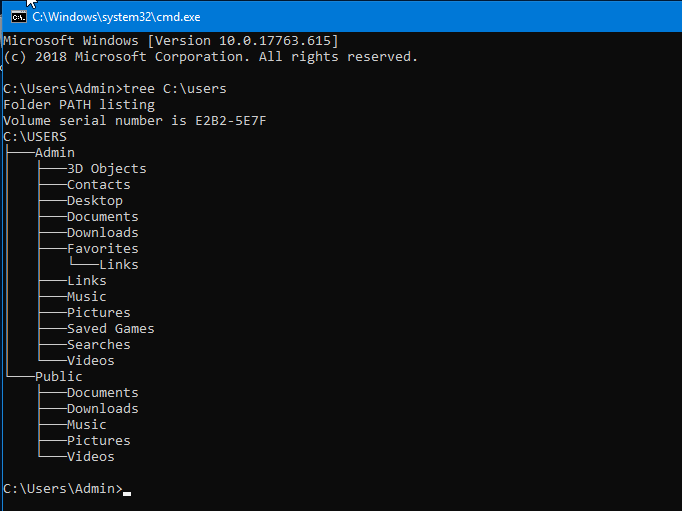 C:\Windows\system32\cmd.exe
Microsoft Windows [Version 10.0.17763.615]
(c) 2018 Microsoft Corporation. All rights reserved.
C:\Users\Admin>tree C:\users
Folder PATH listing
Volume serial number is E2B2-5E7F
C:\USERS
├───Admin
│   ├───3D Objects
│   ├───Contacts
│   ├───Desktop
│   ├───Documents
│   ├───Downloads
│   ├───Favorites
│   │   └───Links
│   ├───Links
│   ├───Music
│   ├───Pictures
│   ├───Saved Games
│   ├───Searches
│   └───Videos
└───Public
    ├───Documents
    ├───Downloads
    ├───Music
    ├───Pictures
    └───Videos
C:\Users\Admin>